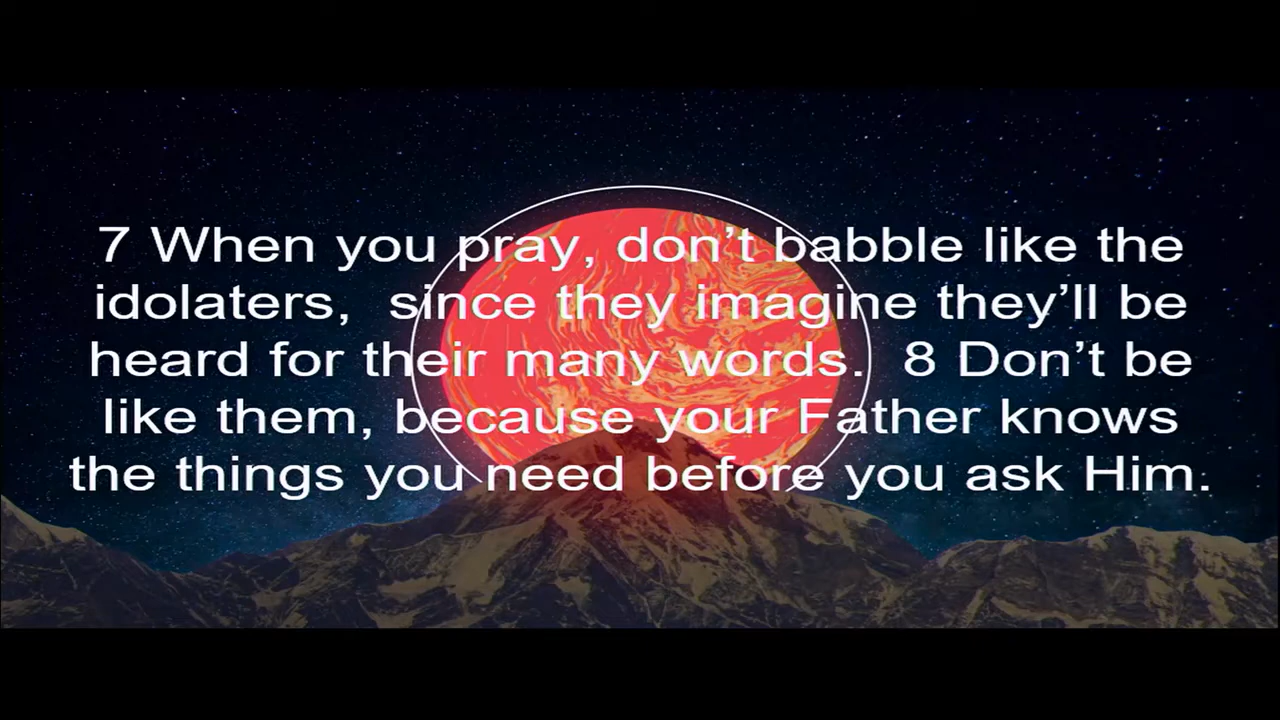 7 When you pray, don’t babble like the
idolaters,  since they imagine they’ll be
heard for their many words.  8 Don’t be
like them, because your Father knows
the things you need before you ask Him.